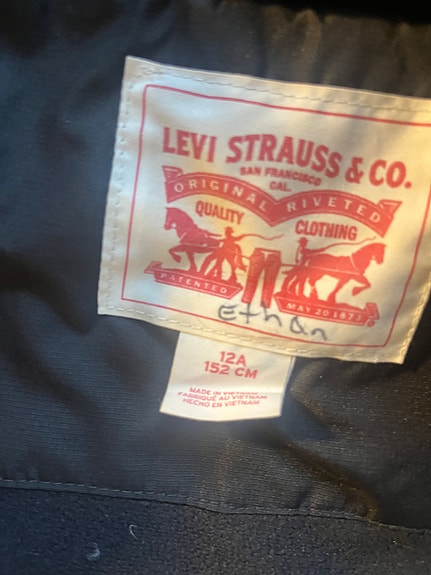 LEVI STRAUSS & CO.
SAN FRANCISCO
CAL.
ORIGINAL RIVETED
QUALITY CLOTHING
PATENTED MAY 20 1873
Ethan
12A
152 CM
MADE IN VIETNAM
FABRIQUÉ AU VIETNAM
HECHO EN VIETNAM